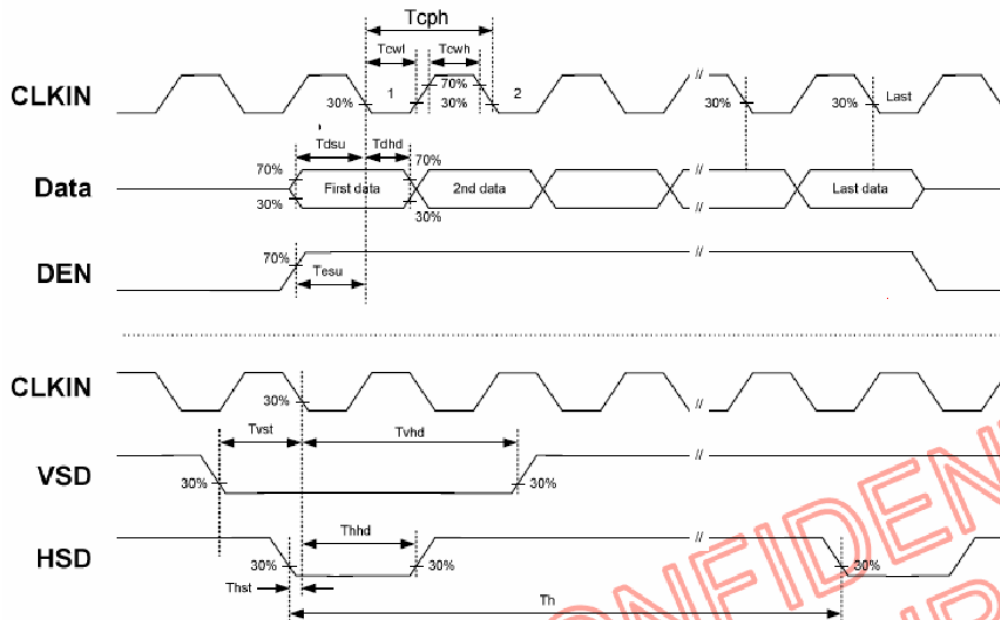 Tcph
Tcwl Tcwh
CLKIN 30% 1 70% 30% 2 // 30% 30% Last
Tdsu Tdhd
Data 70% 30% First data 70% 30% 2nd data // // Last data
DEN 70% Tesu //
CLKIN 30% //
Tvst Tvhd
VSD 30% 30% //
Thhd
HSD 30% 30% // 30%
Thst
Th